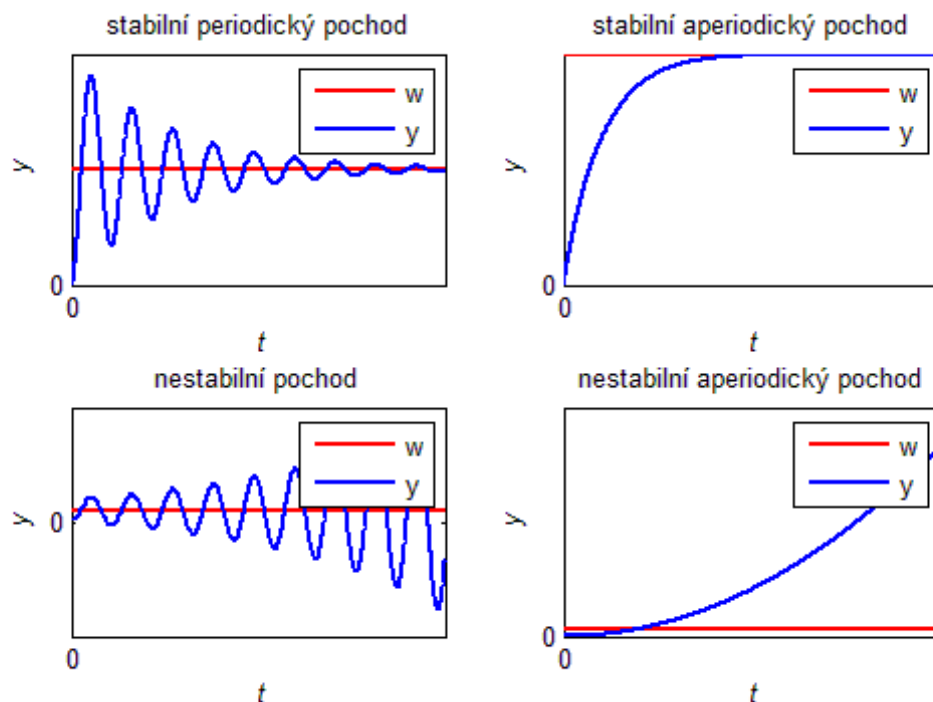 stabilní periodický pochod
w
y
y
0
0
t
stabilní aperiodický pochod
w
y
y
0
0
t
nestabilní pochod
w
y
y
0
0
t
nestabilní aperiodický pochod
w
y
y
0
0
t